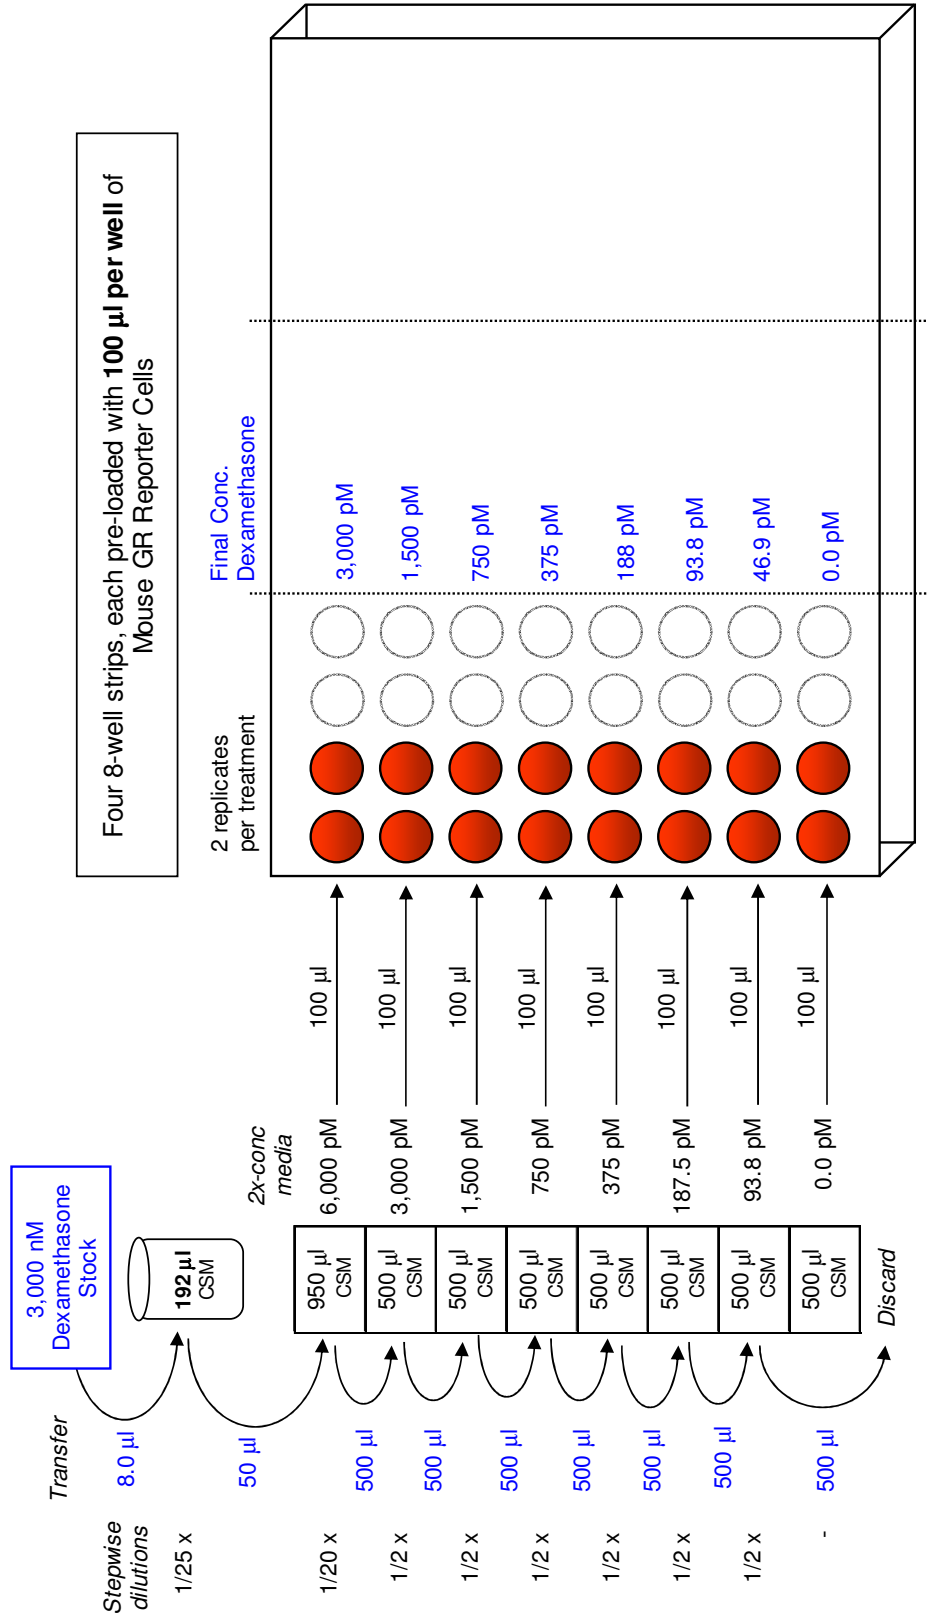 Four 8-well strips, each pre-loaded with 100 µl per well of
Mouse GR Reporter Cells
Stepwise
dilutions
Transfer
3,000 nM
Dexamethasone
Stock
1/25 x
8.0 µl
192 µl
CSM
50 µl
2x-conc
media
2 replicates
per treatment
Final Conc.
Dexamethasone
1/20 x
950 µl
CSM
6,000 pM
100 µl
3,000 pM
500 µl
1/2 x
500 µl
CSM
3,000 pM
100 µl
1,500 pM
500 µl
1/2 x
500 µl
CSM
1,500 pM
100 µl
750 pM
500 µl
1/2 x
500 µl
CSM
750 pM
100 µl
375 pM
500 µl
1/2 x
500 µl
CSM
375 pM
100 µl
188 pM
500 µl
1/2 x
500 µl
CSM
187.5 pM
100 µl
93.8 pM
500 µl
1/2 x
500 µl
CSM
93.8 pM
100 µl
46.9 pM
-
500 µl
500 µl
CSM
0.0 pM
100 µl
0.0 pM
Discard